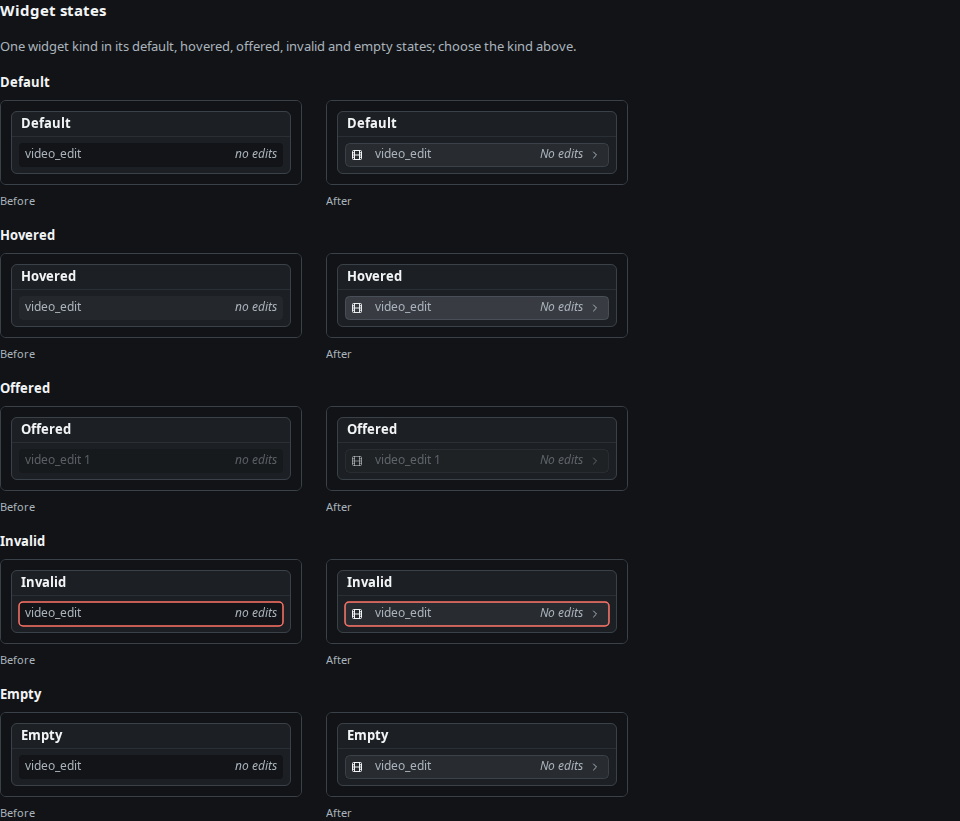 Widget states
One widget kind in its default, hovered, offered, invalid and empty states; choose the kind above.
Default
Default
video_edit no edits
Default
video_edit No edits
Before
After
Hovered
Hovered
video_edit no edits
Hovered
video_edit No edits
Before
After
Offered
Offered
video_edit 1 no edits
Offered
video_edit 1 No edits
Before
After
Invalid
Invalid
video_edit no edits
Invalid
video_edit No edits
Before
After
Empty
Empty
video_edit no edits
Empty
video_edit No edits
Before
After